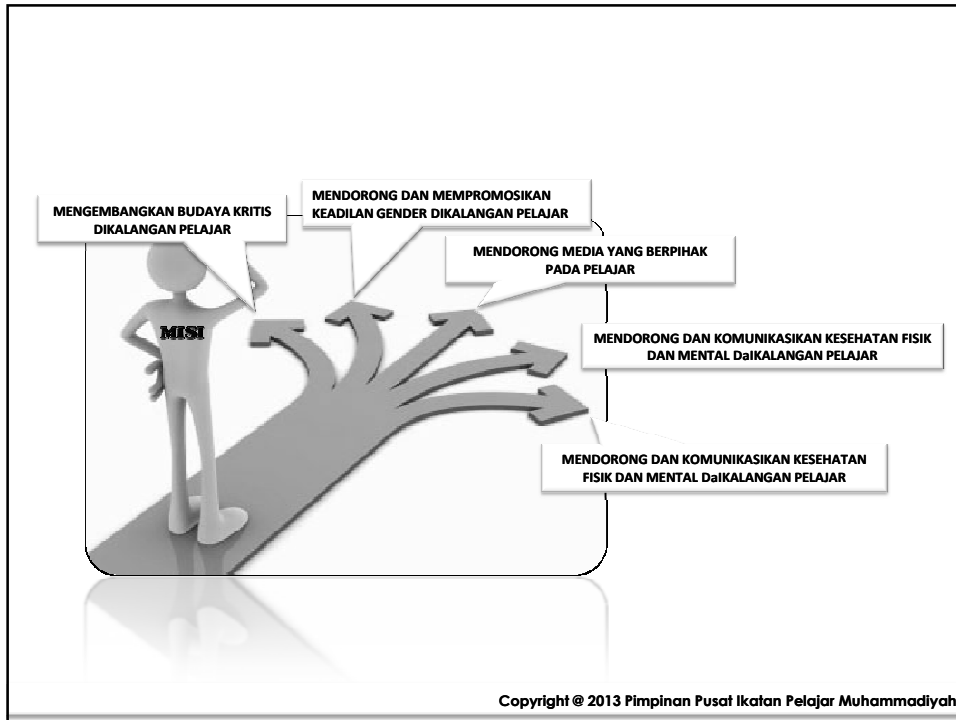 MENGEMBANGKAN BUDAYA KRITIS
DIKALANGAN PELAJAR
MENDORONG DAN MEMPROMOSIKAN
KEADILAN GENDER DIKALANGAN PELAJAR
MENDORONG MEDIA YANG BERPIHAK
PADA PELAJAR
MISI
MENDORONG DAN KOMUNIKASIKAN KESEHATAN FISIK
DAN MENTAL DaIKALANGAN PELAJAR
MENDORONG DAN KOMUNIKASIKAN KESEHATAN
FISIK DAN MENTAL DaIKALANGAN PELAJAR
Copyright @ 2013 Pimpinan Pusat Ikatan Pelajar Muhammadiyah